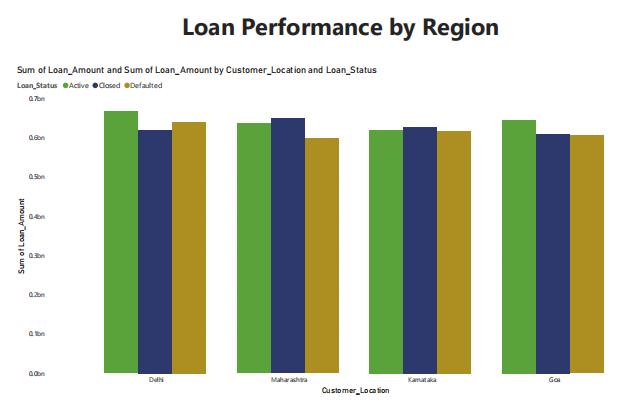 Loan Performance by Region
Sum of Loan_Amount and Sum of Loan_Amount by Customer_Location and Loan_Status
Loan_Status Active Closed Defaulted
0.7bn
0.6bn
0.5bn
0.4bn
0.3bn
0.2bn
0.1bn
0.0bn
Sum of Loan_Amount
Delhi Maharashtra Karnataka Goa
Customer_Location